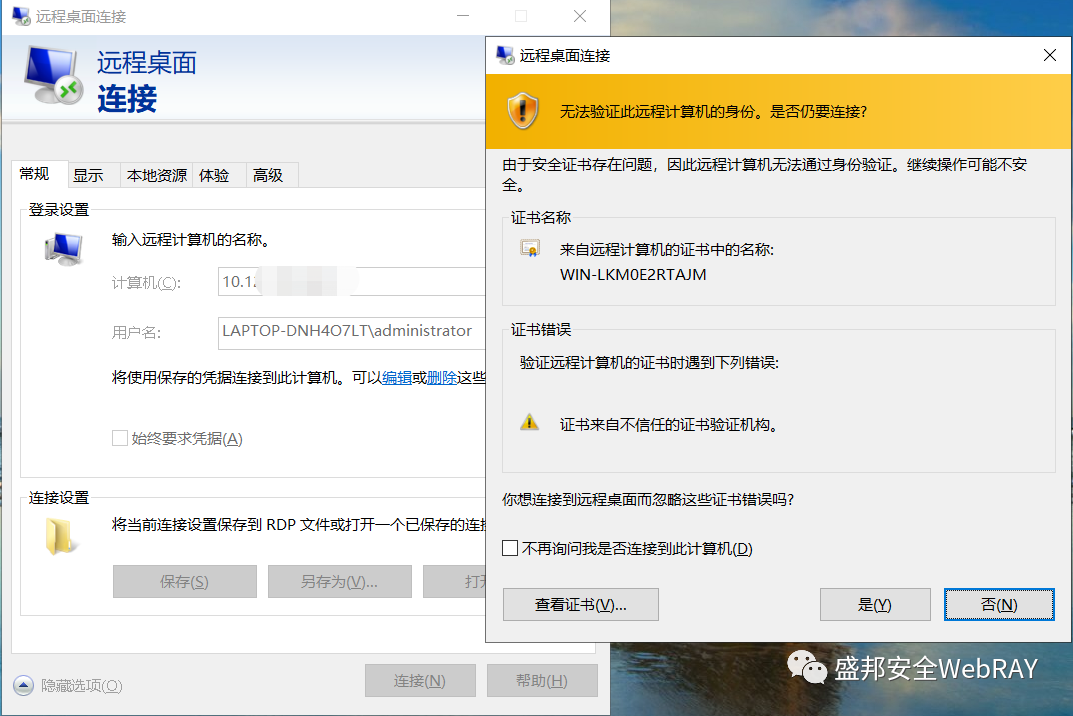 远程桌面连接
远程桌面
连接
常规 显示 本地资源 体验 高级
登录设置
输入远程计算机的名称。
计算机(C): 10.1
用户名: LAPTOP-DNH4O7LT\administrator
将使用保存的凭据连接到此计算机。可以编辑或删除这些
始终要求凭据(A)
连接设置
将当前连接设置保存到 RDP 文件或打开一个已保存的连接
保存(S) 另存为(V)... 打开
隐藏选项(O) 连接(N) 帮助(H)
远程桌面连接
无法验证此远程计算机的身份。是否仍要连接?
由于安全证书存在问题，因此远程计算机无法通过身份验证。继续操作可能不安
全。
证书名称
来自远程计算机的证书中的名称:
WIN-LKM0E2RTAJM
证书错误
验证远程计算机的证书时遇到下列错误:
证书来自不信任的证书验证机构。
你想连接到远程桌面而忽略这些证书错误吗?
不再询问我是否连接到此计算机(D)
查看证书(V)... 是(Y) 否(N)
盛邦安全WebRAY